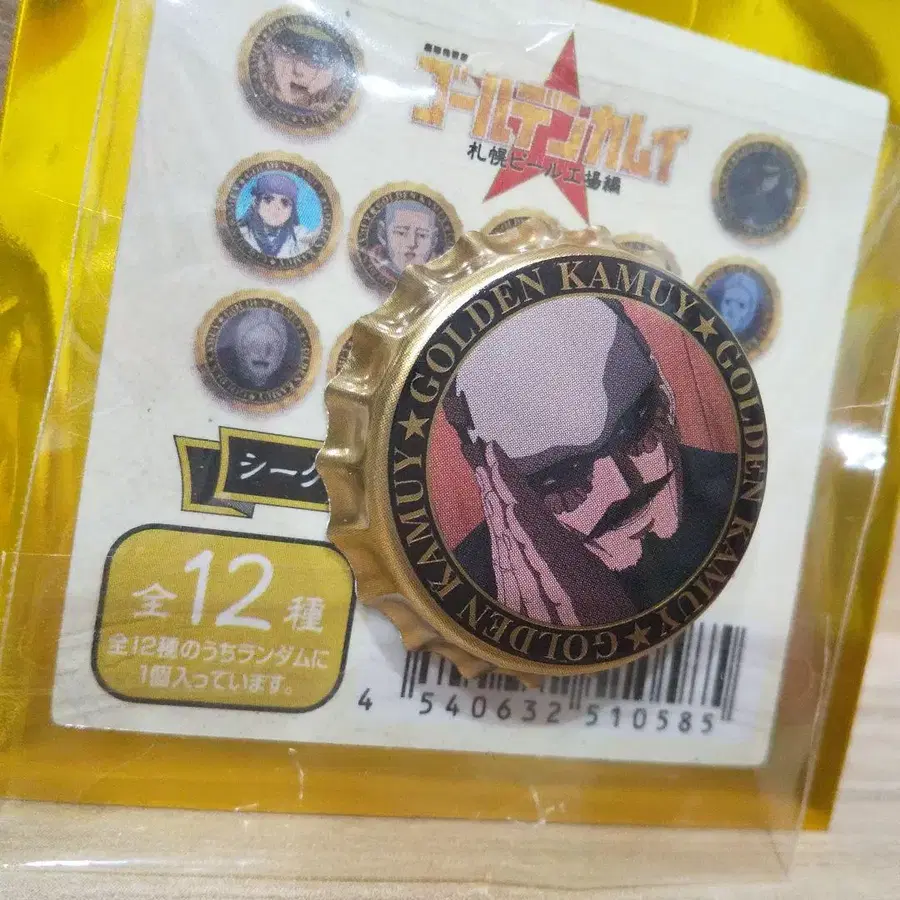 ゴールデンカムイ
札幌ビール工場編
★GOLDEN KAMUY★GOLDEN KAMUY★GOLDEN KAMUY
シーク
全12種
全12種のうちランダムに
1個入っています。
4 540632 510585